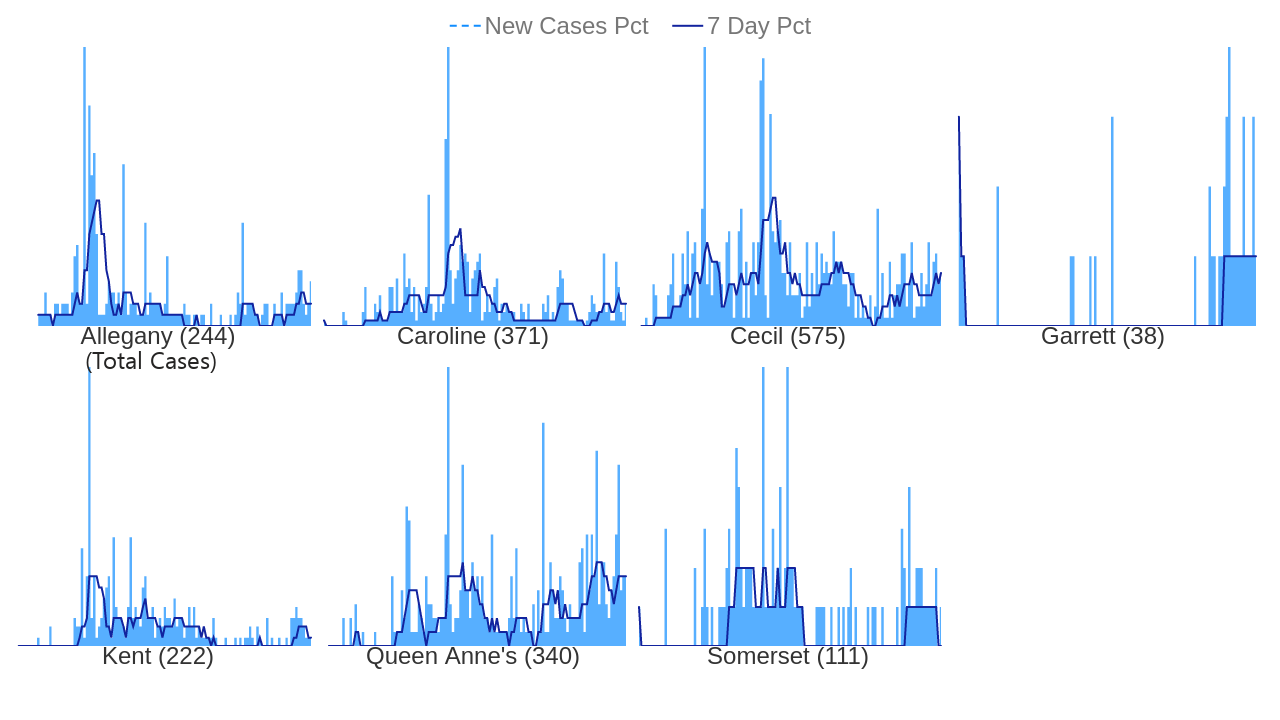 New Cases Pct 7 Day Pct
Allegany (244) Caroline (371) Cecil (575) Garrett (38)
(Total Cases)
Kent (222) Queen Anne's (340) Somerset (111)